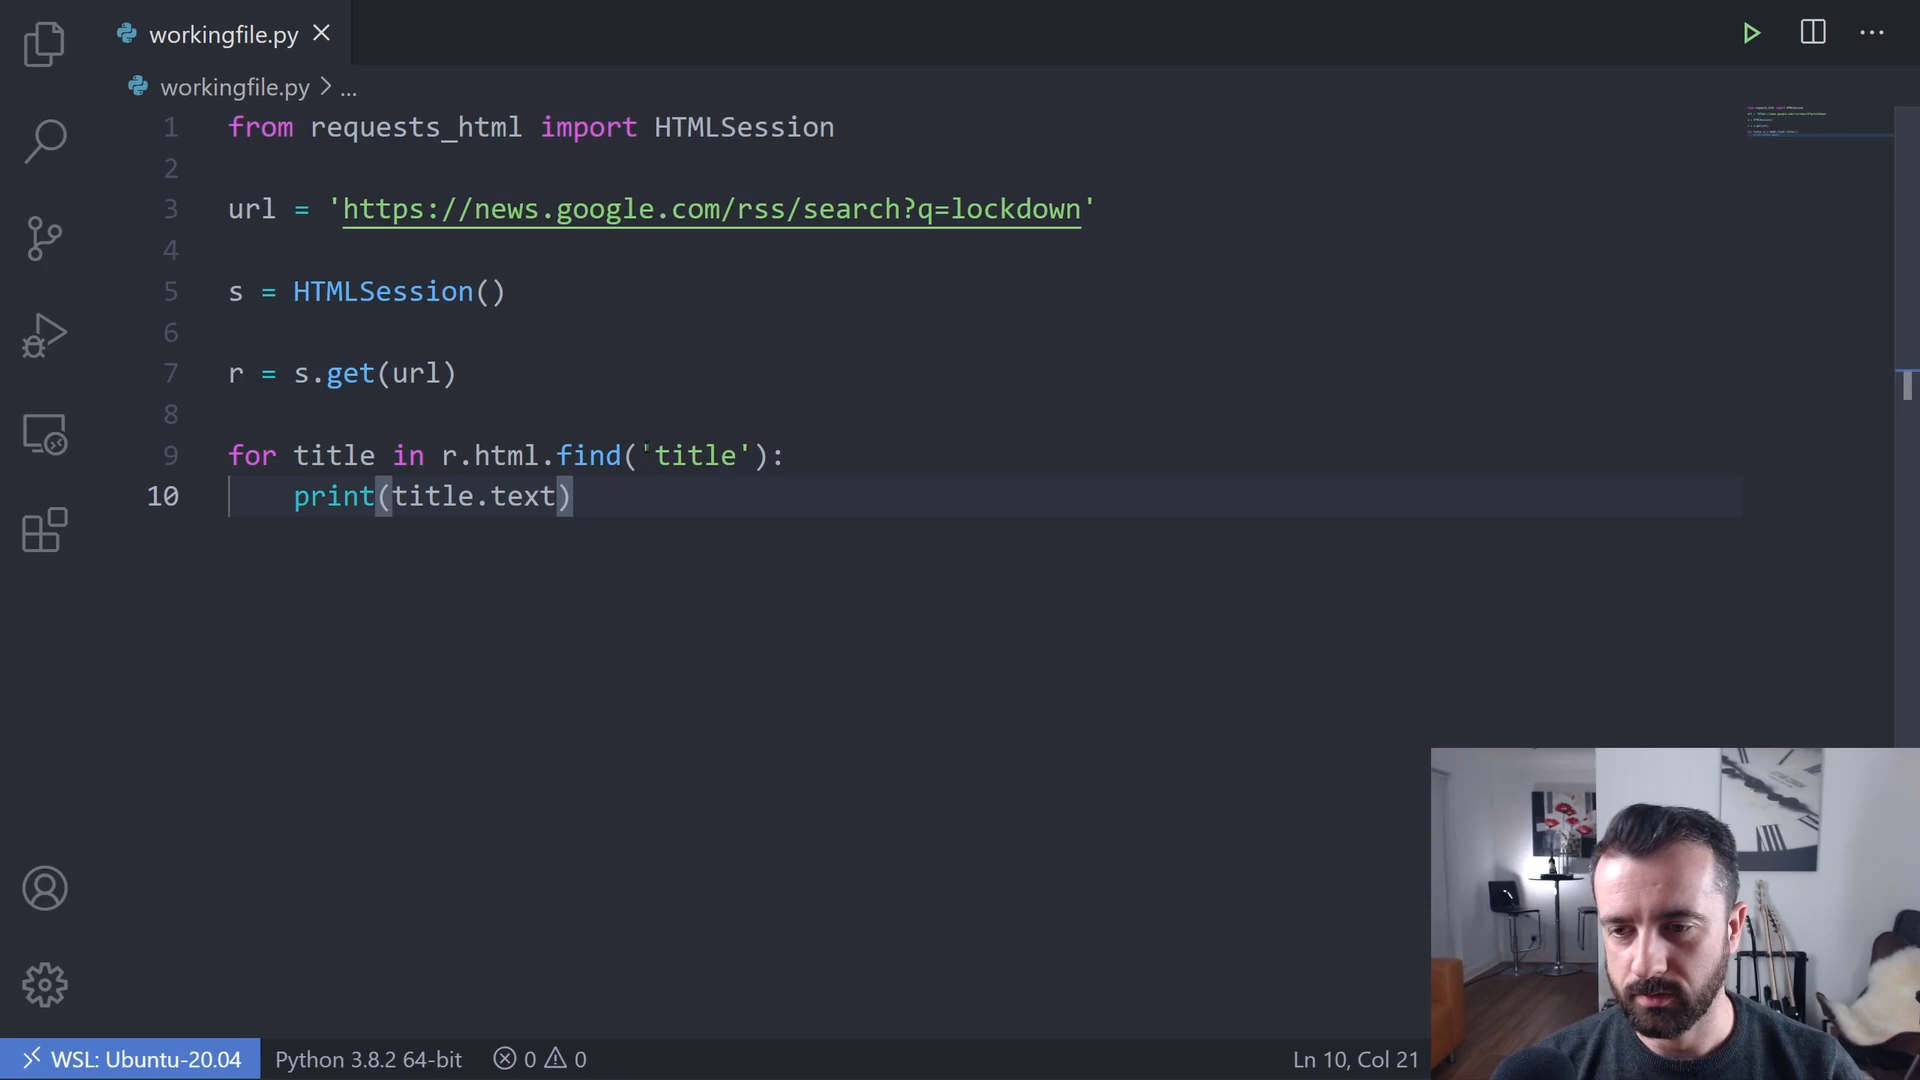 workingfile.py
workingfile.py > ...
1 from requests_html import HTMLSession
2
3 url = 'https://news.google.com/rss/search?q=lockdown'
4
5 s = HTMLSession()
6
7 r = s.get(url)
8
9 for title in r.html.find('title'):
10     print(title.text)
WSL: Ubuntu-20.04 Python 3.8.2 64-bit 0 0 Ln 10, Col 21